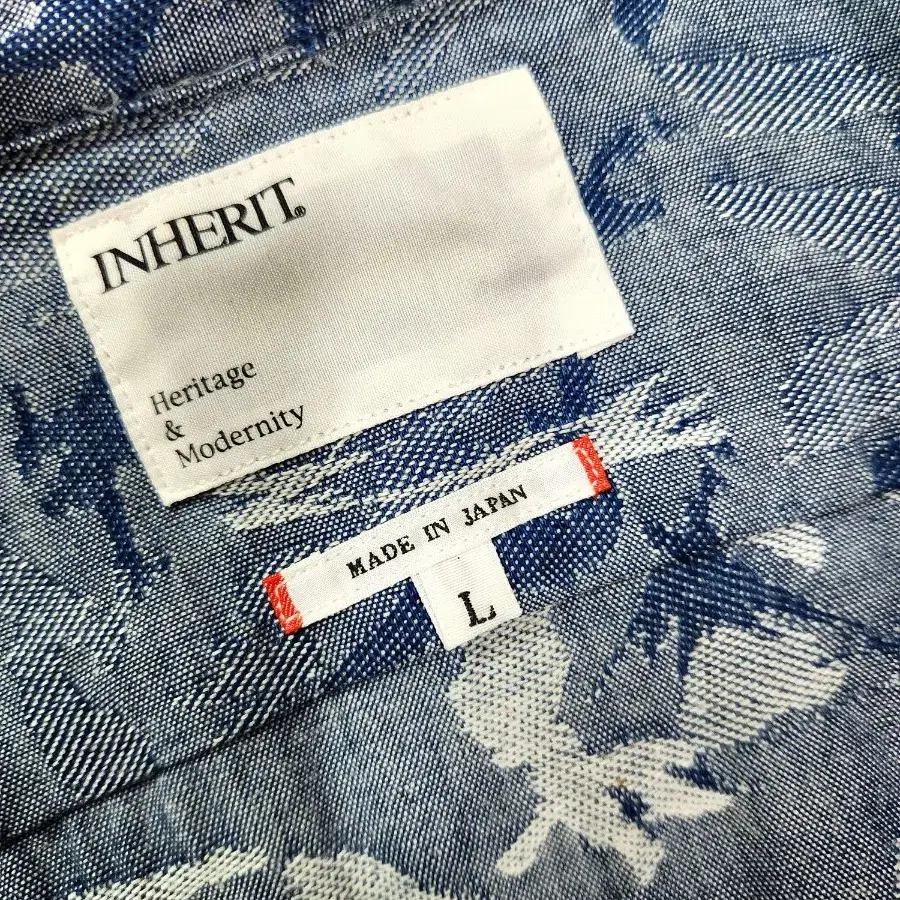 INHERIT®
Heritage
&
Modernity
MADE IN JAPAN
L